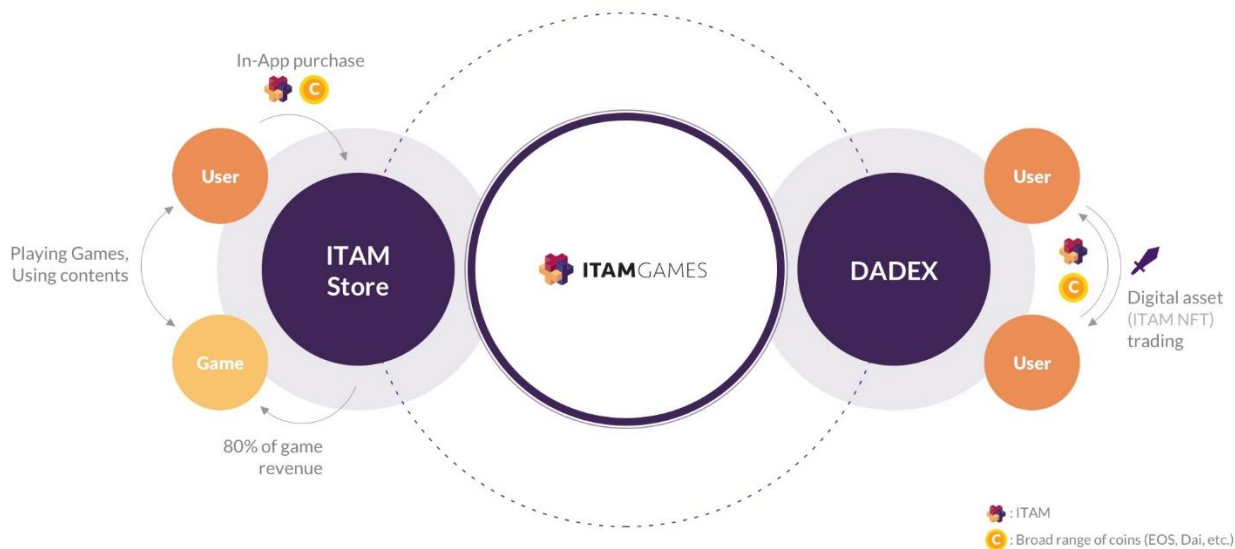 In-App purchase
C
User
Playing Games,
Using contents
ITAM
Store
Game
80% of game
revenue
ITAMGAMES
DADEX
User
C
Digital asset
(ITAM NFT)
trading
User
: ITAM
C : Broad range of coins (EOS, Dai, etc.)